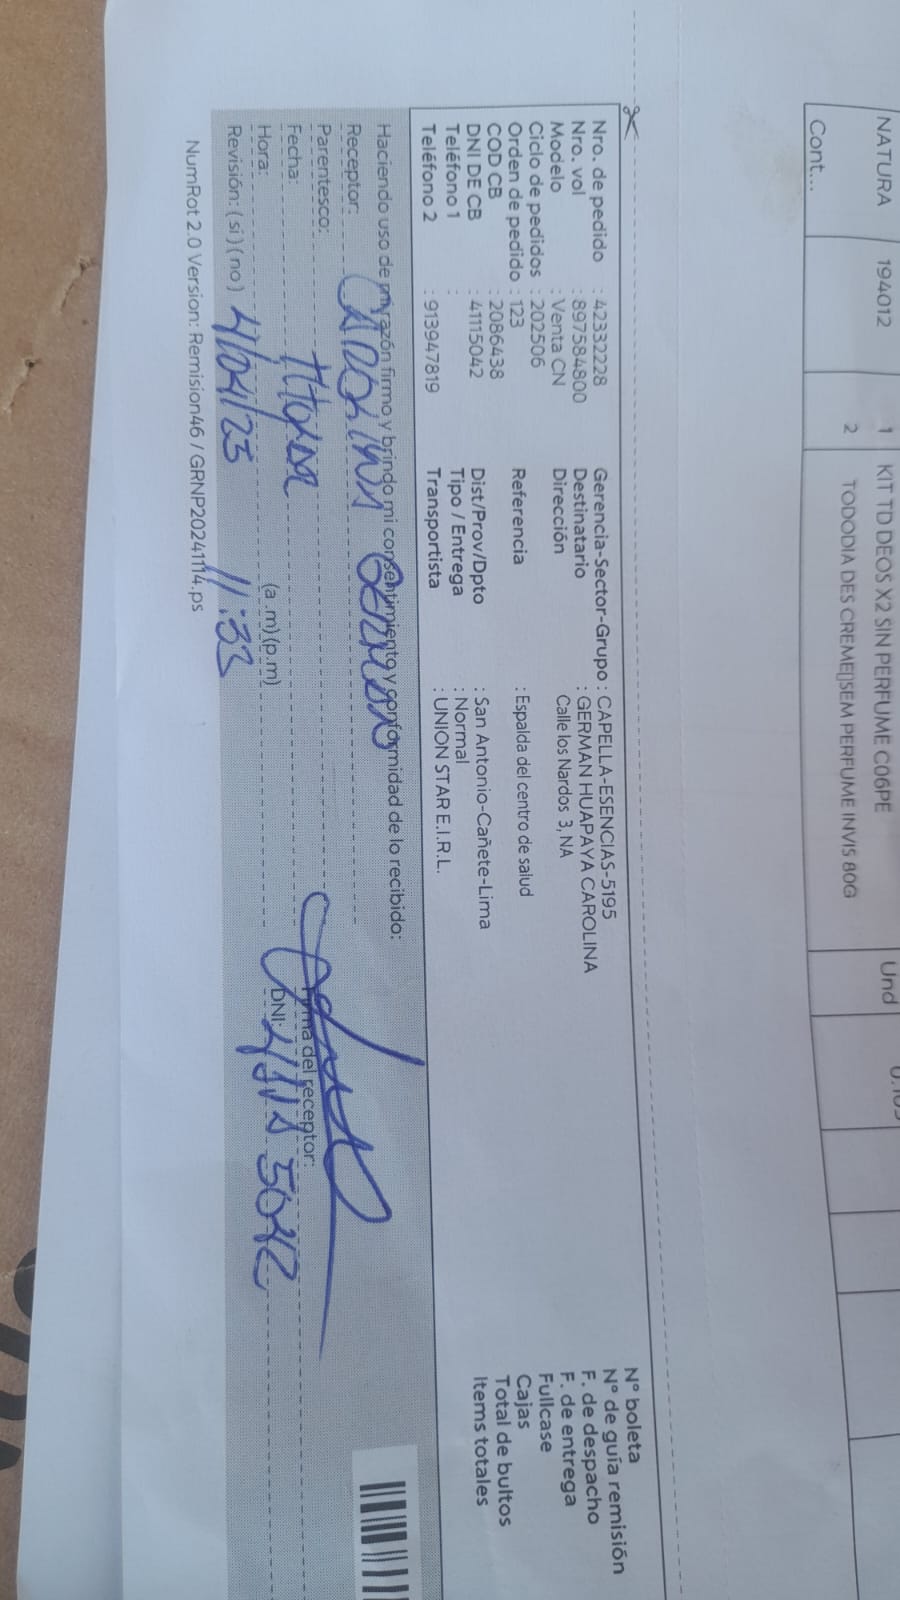 NATURA 194012 1 KIT TD DEOS X2 SIN PERFUME C06PE Und
2 TODODIA DES CREME[]SEM PERFUME INVIS 80G
Cont...
Nro. de pedido : 42332228 Gerencia-Sector-Grupo : CAPELLA-ESENCIAS-5195 N° boleta
Nro. vol : 897584800 Destinatario : GERMAN HUAPAYA CAROLINA N° de guía remisión
Modelo : Venta CN Dirección Calle los Nardos 3, NA F. de despacho
Ciclo de pedidos : 202506 F. de entrega
Orden de pedido : 123 Referencia : Espalda del centro de salud Fullcase
COD CB : 2086438 Cajas
DNI DE CB : 41115042 Dist/Prov/Dpto : San Antonio-Cañete-Lima Total de bultos
Teléfono 1 : Tipo / Entrega : Normal Items totales
Teléfono 2 : 913947819 Transportista : UNION STAR E.I.R.L.
Haciendo uso de mi razón firmo y brindo mi consentimiento y conformidad de lo recibido:
Receptor: Carolina German
Parentesco: Firma del receptor:
Fecha: DNI: 41115042
Hora: (a .m) (p.m)
Revisión: (si) (no) 4/04/25 11:33
NumRot 2.0 Version: Remision46 / GRNP20241114.ps